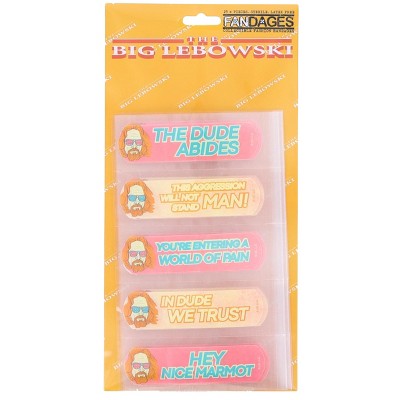 FANDAGES
THE
BIG LEBOWSKI
THE DUDE
ABIDES
THIS AGGRESSION
WILL NOT
STAND MAN!
YOU'RE ENTERING A
WORLD OF PAIN
IN DUDE
WE TRUST
HEY
NICE MARMOT